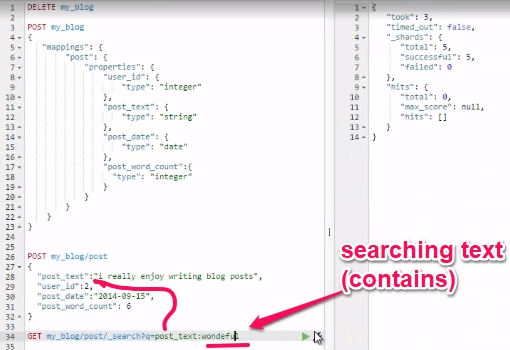 1 DELETE my_blog
2
3 POST my_blog
4 {
5 "mappings": {
6 "post": {
7 "properties": {
8 "user_id": {
9 "type": "integer"
10 },
11 "post_text": {
12 "type": "string"
13 },
14 "post_date": {
15 "type": "date"
16 },
17 "post_word_count":{
18 "type": "integer"
19 }
20 }
21 }
22 }
23 }
24
25
26 POST my_blog/post
27 {
28 "post_text":"i really enjoy writing blog posts",
29 "user_id":2,
30 "post_date":"2014-09-15",
31 "post_word_count": 6
32 }
33
34 GET my_blog/post/_search?q=post_text:wondeful
35
1 {
2 "took": 3,
3 "timed_out": false,
4 "_shards": {
5 "total": 5,
6 "successful": 5,
7 "failed": 0
8 },
9 "hits": {
10 "total": 0,
11 "max_score": null,
12 "hits": []
13 }
14 }
searching text
(contains)